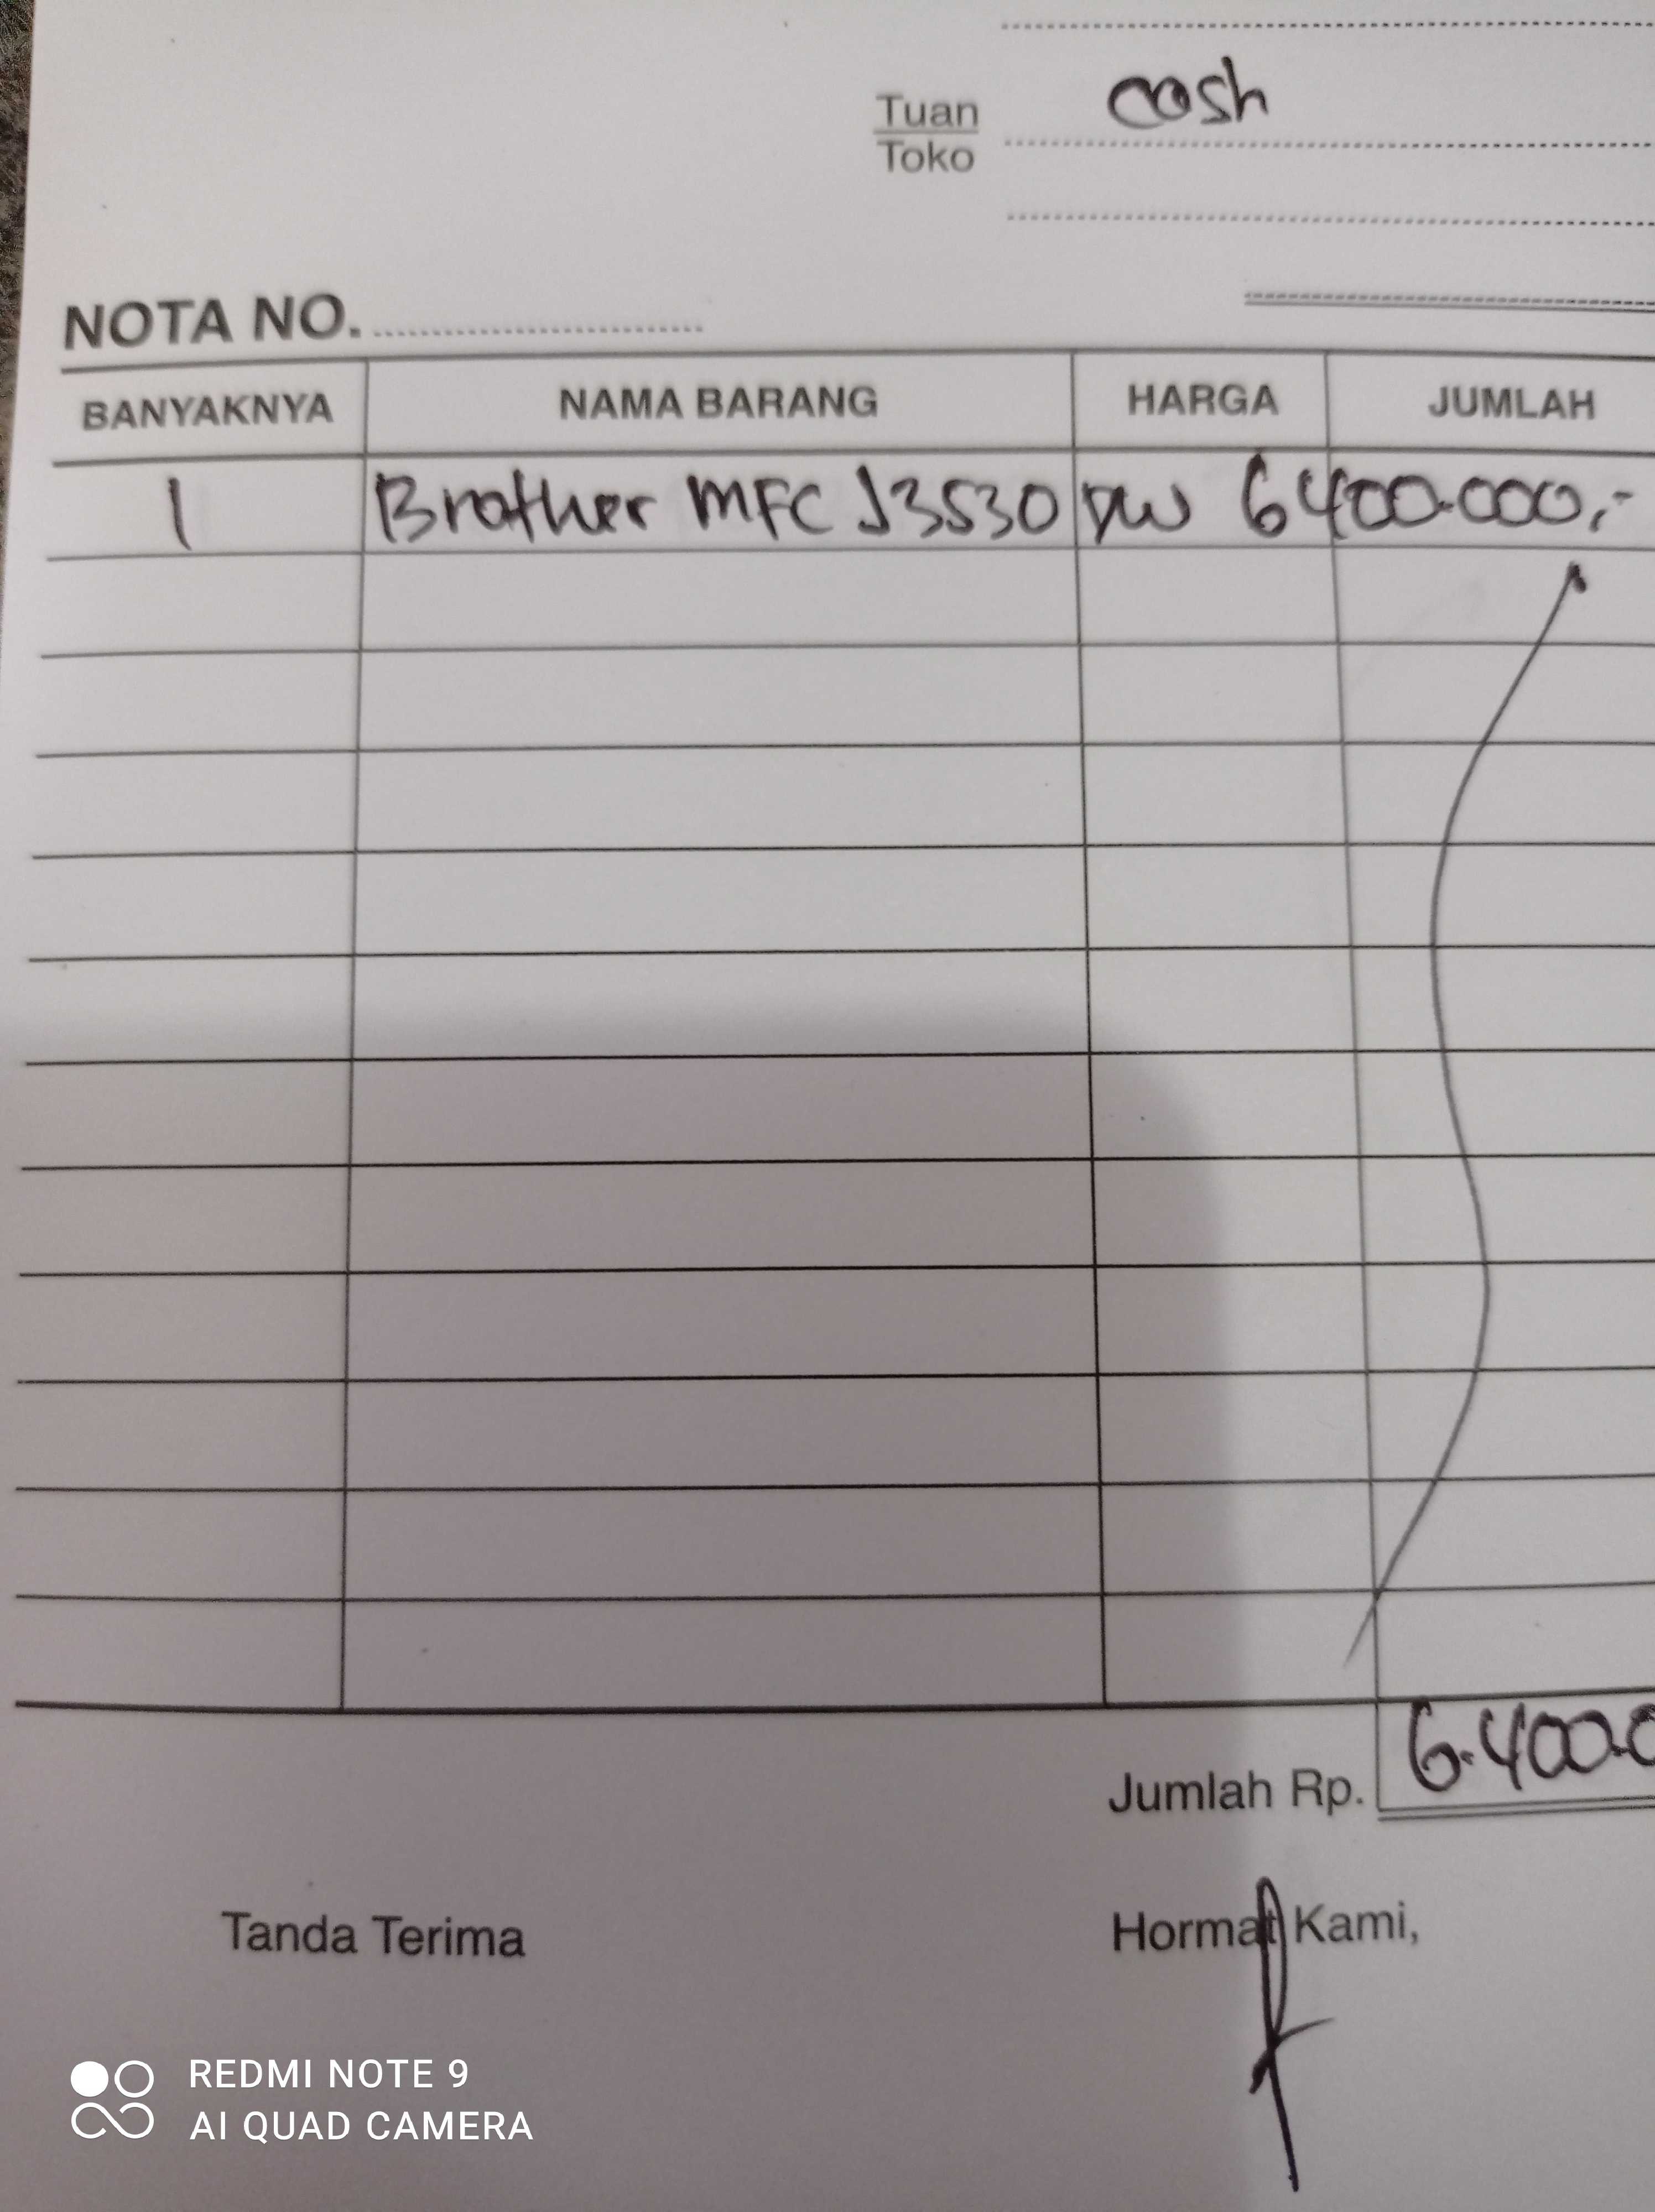 Tuan cash
Toko
NOTA NO.
BANYAKNYA NAMA BARANG HARGA JUMLAH
1 Brother MFC J3530 DW 6400.000,-
Jumlah Rp. 6.400.0
Tanda Terima Hormat Kami,
REDMI NOTE 9
AI QUAD CAMERA